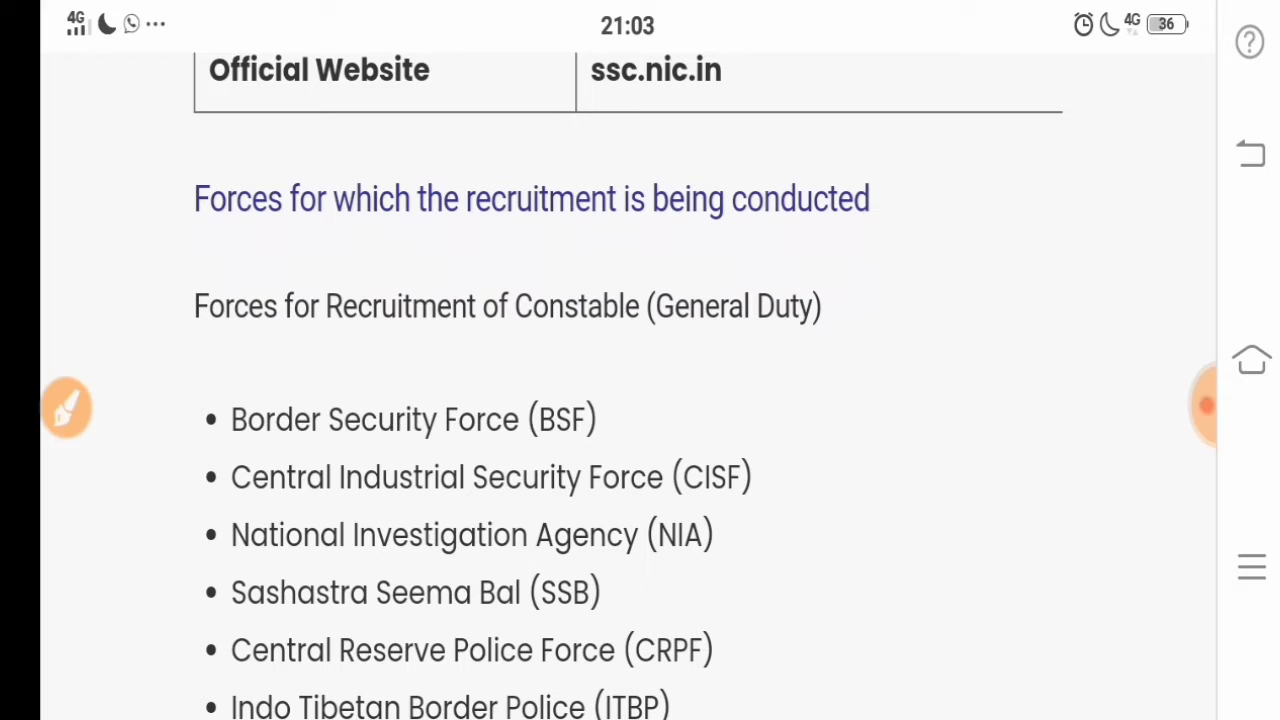 4G 21:03 4G 36
Official Website ssc.nic.in
Forces for which the recruitment is being conducted
Forces for Recruitment of Constable (General Duty)
• Border Security Force (BSF)
• Central Industrial Security Force (CISF)
• National Investigation Agency (NIA)
• Sashastra Seema Bal (SSB)
• Central Reserve Police Force (CRPF)
• Indo Tibetan Border Police (ITBP)